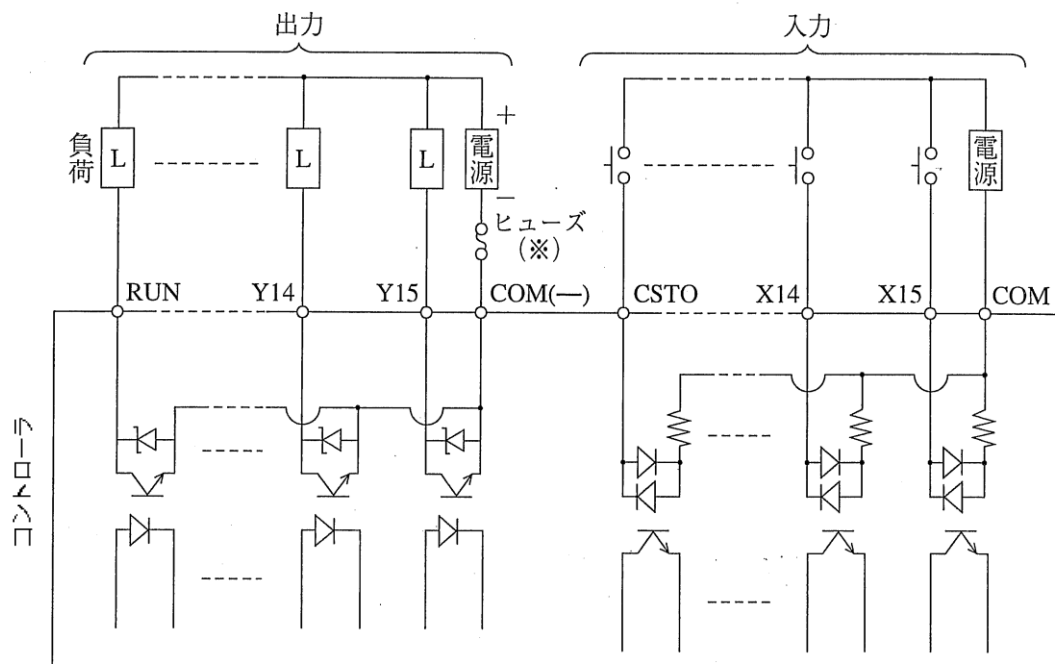 出力
入力
負荷
L
L
L
+
電源
−
ヒューズ
(※)
電源
RUN
Y14
Y15
COM(—)
CSTO
X14
X15
COM
コントローラ